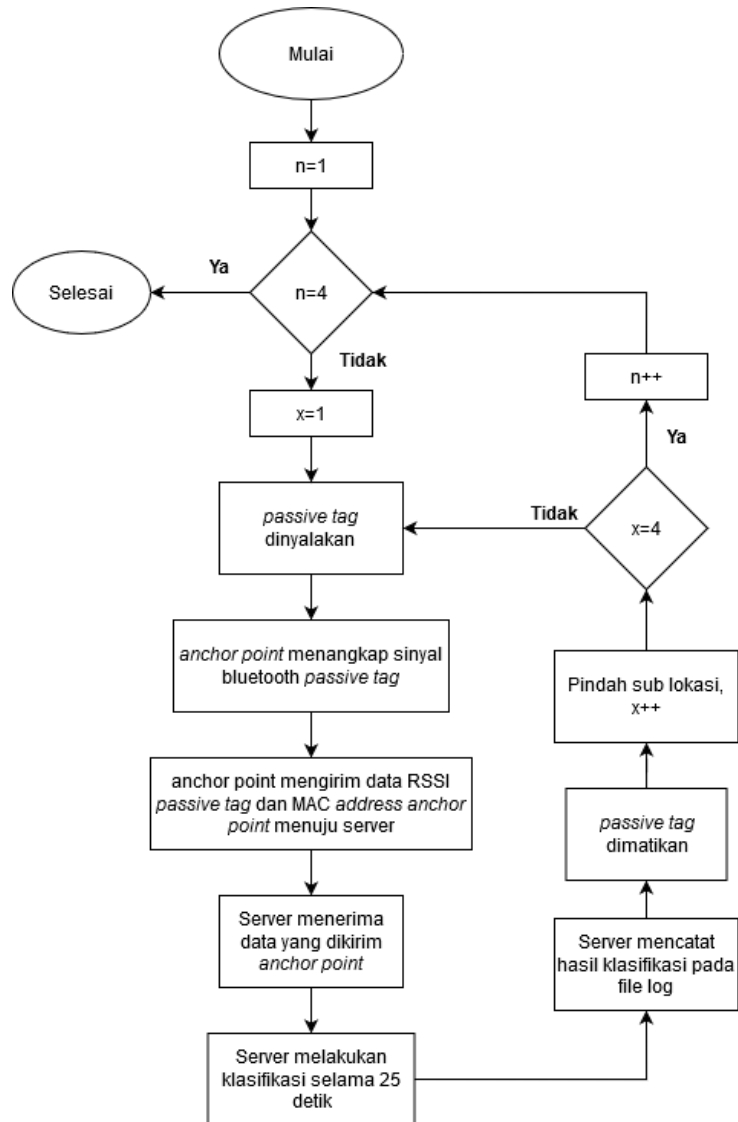 Mulai
n=1
Ya
n=4
Selesai
Tidak
x=1
passive tag
dinyalakan
anchor point menangkap sinyal
bluetooth passive tag
anchor point mengirim data RSSI
passive tag dan MAC address anchor
point menuju server
Server menerima
data yang dikirim
anchor point
Server melakukan
klasifikasi selama 25
detik
Server mencatat
hasil klasifikasi pada
file log
passive tag
dimatikan
Pindah sub lokasi,
x++
x=4
Tidak
Ya
n++